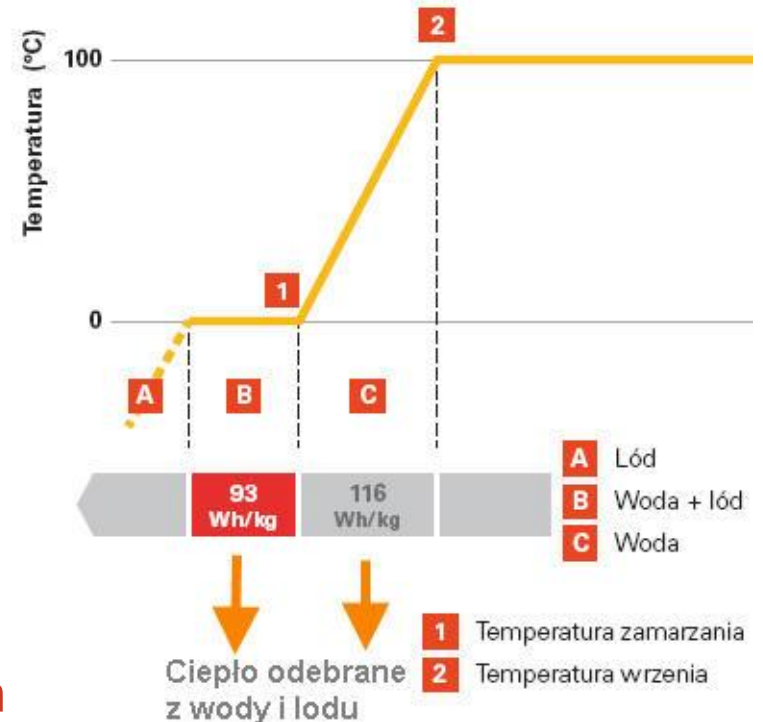 Temperatura (°C)
2
100
1
0
A
B
C
93
Wh/kg
116
Wh/kg
A Lód
B Woda + lód
C Woda
1 Temperatura zamarzania
2 Temperatura wrzenia
Ciepło odebrane
z wody i lodu